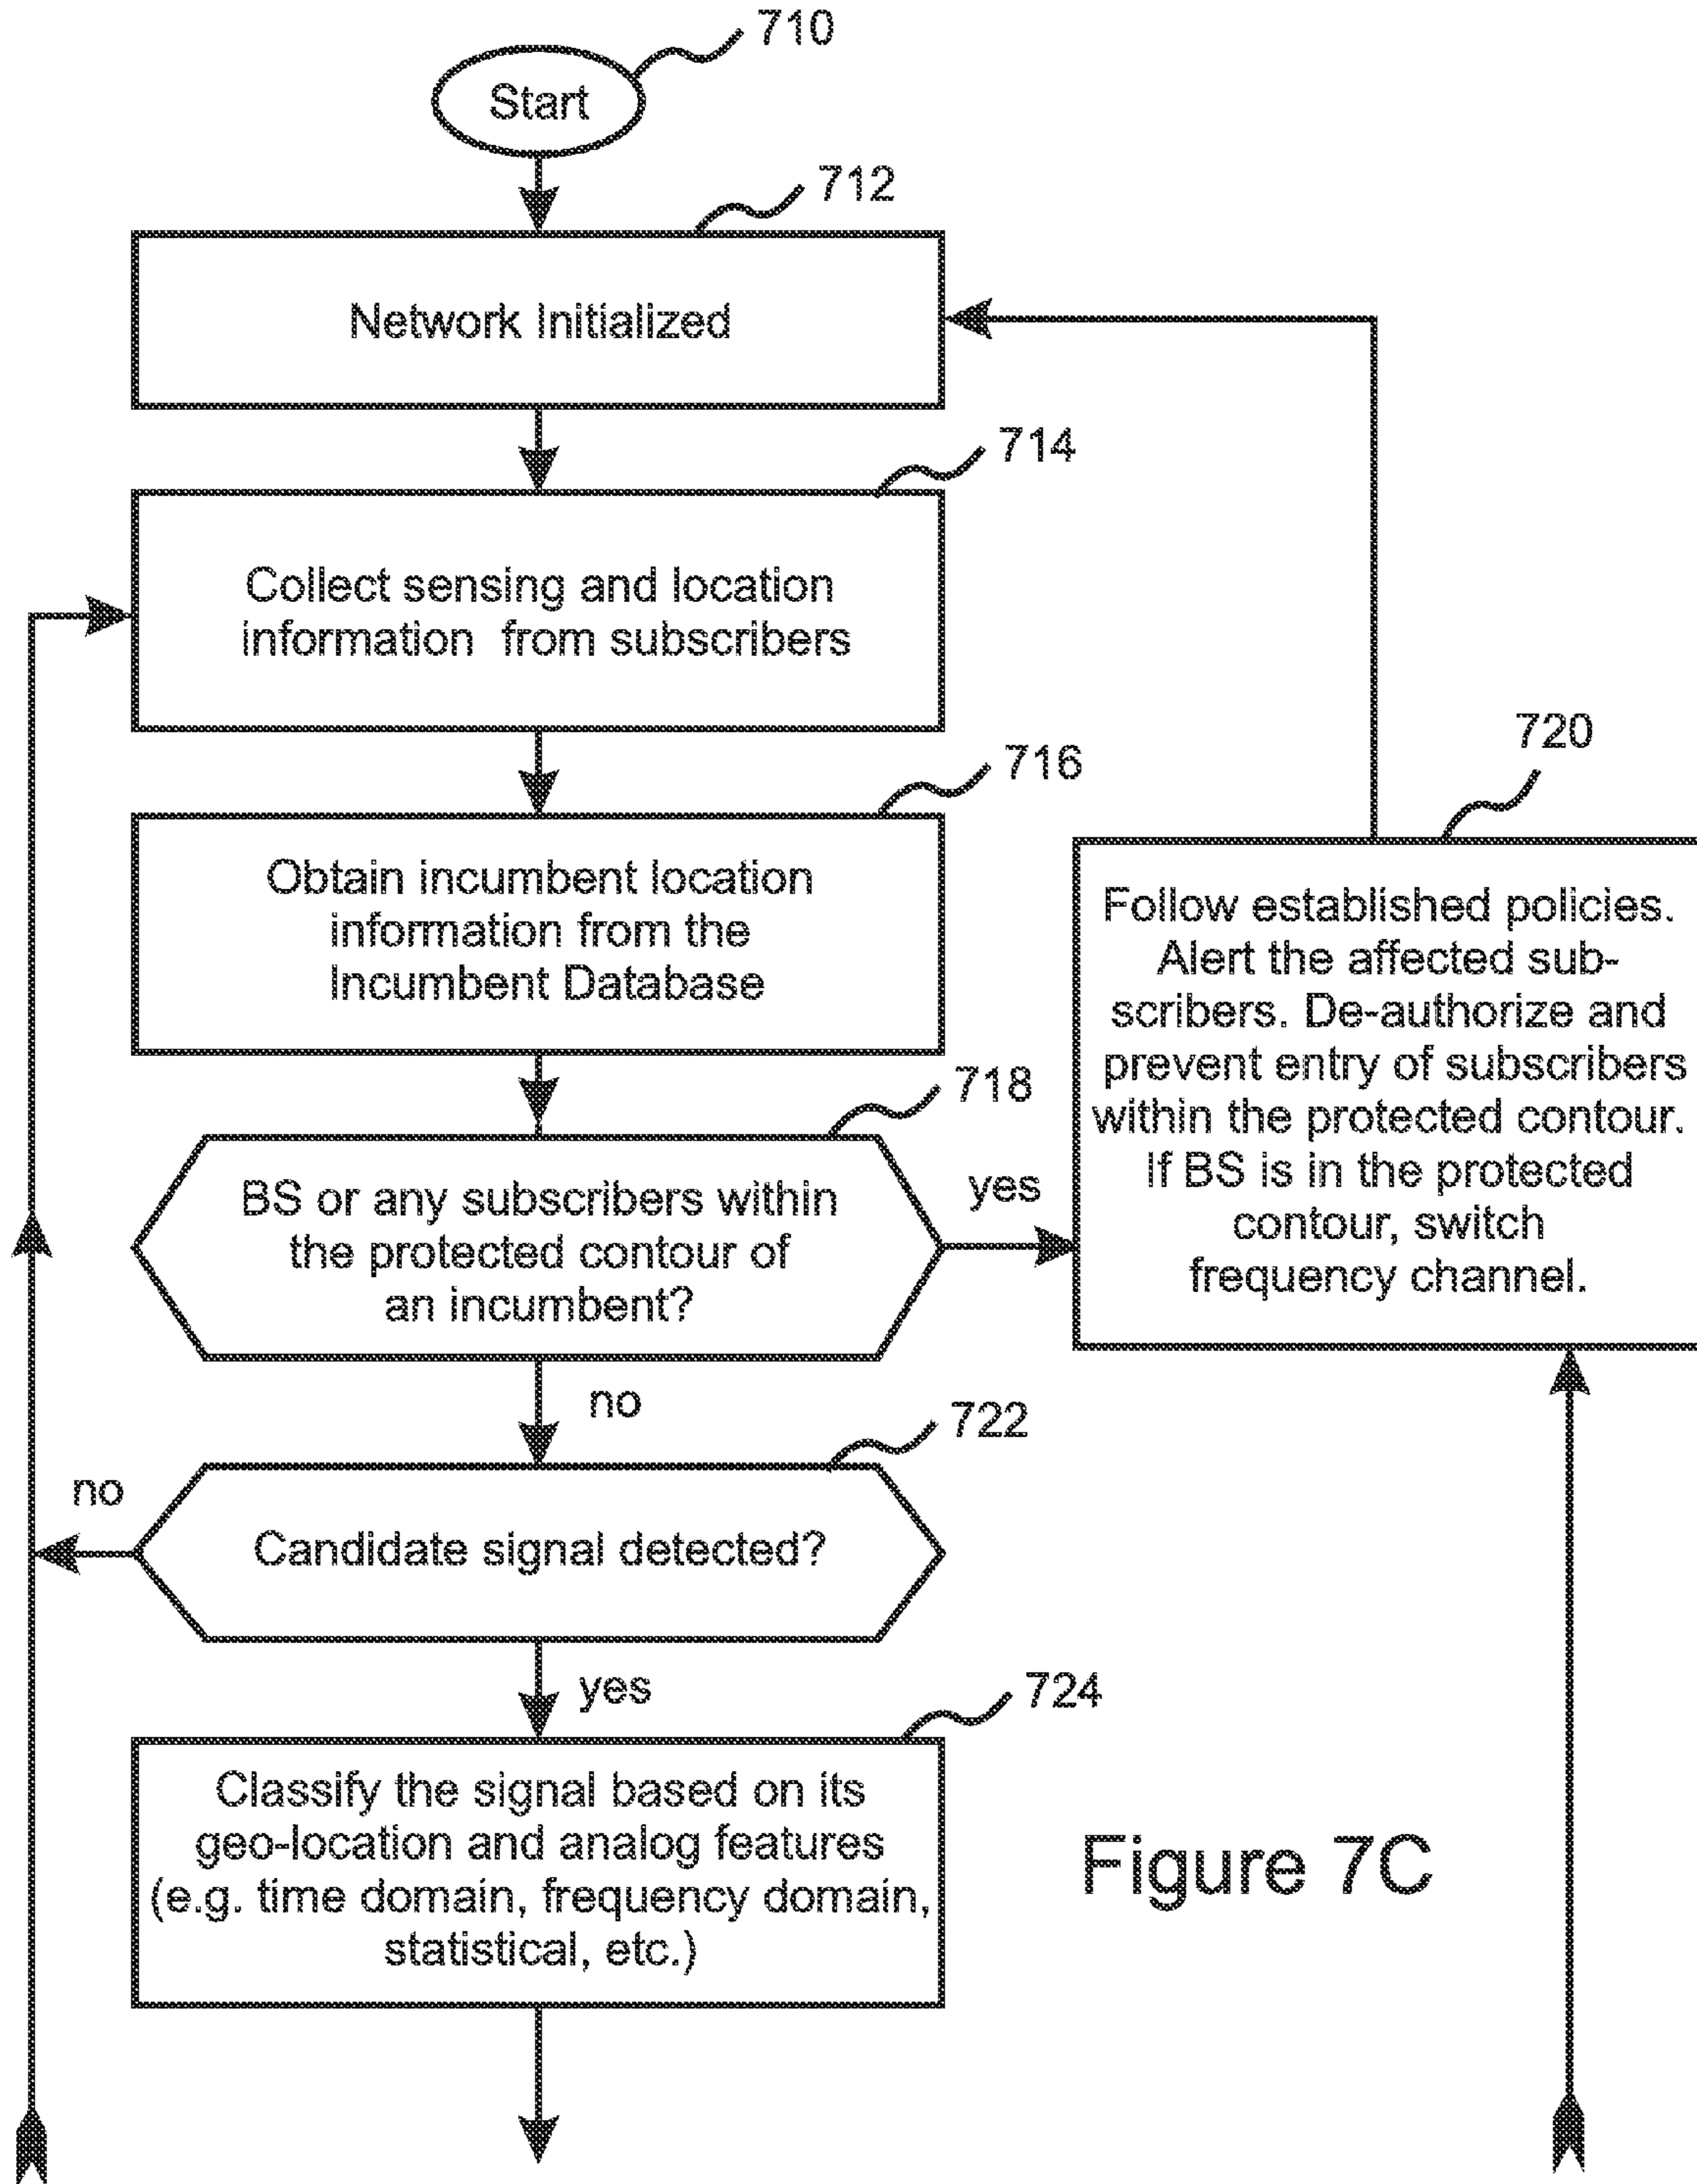 710
Start
712
Network Initialized
714
Collect sensing and location
information from subscribers
716
Obtain incumbent location
information from the
Incumbent Database
718
BS or any subscribers within
the protected contour of
an incumbent?
yes
no
720
Follow established policies.
Alert the affected sub-
scribers. De-authorize and
prevent entry of subscribers
within the protected contour.
If BS is in the protected
contour, switch
frequency channel.
722
no
Candidate signal detected?
yes
724
Classify the signal based on its
geo-location and analog features
(e.g. time domain, frequency domain,
statistical, etc.)
Figure 7C